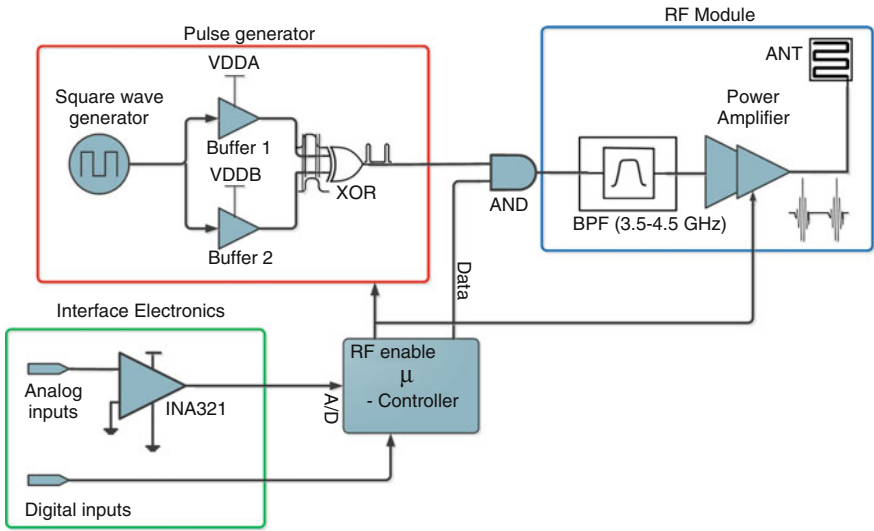 Pulse generator
RF Module
VDDA
ANT
Square wave
generator
Power
Amplifier
Buffer 1
VDDB
XOR
AND
BPF (3.5-4.5 GHz)
Buffer 2
Data
Interface Electronics
RF enable
μ
- Controller
A/D
Analog
inputs
INA321
Digital inputs